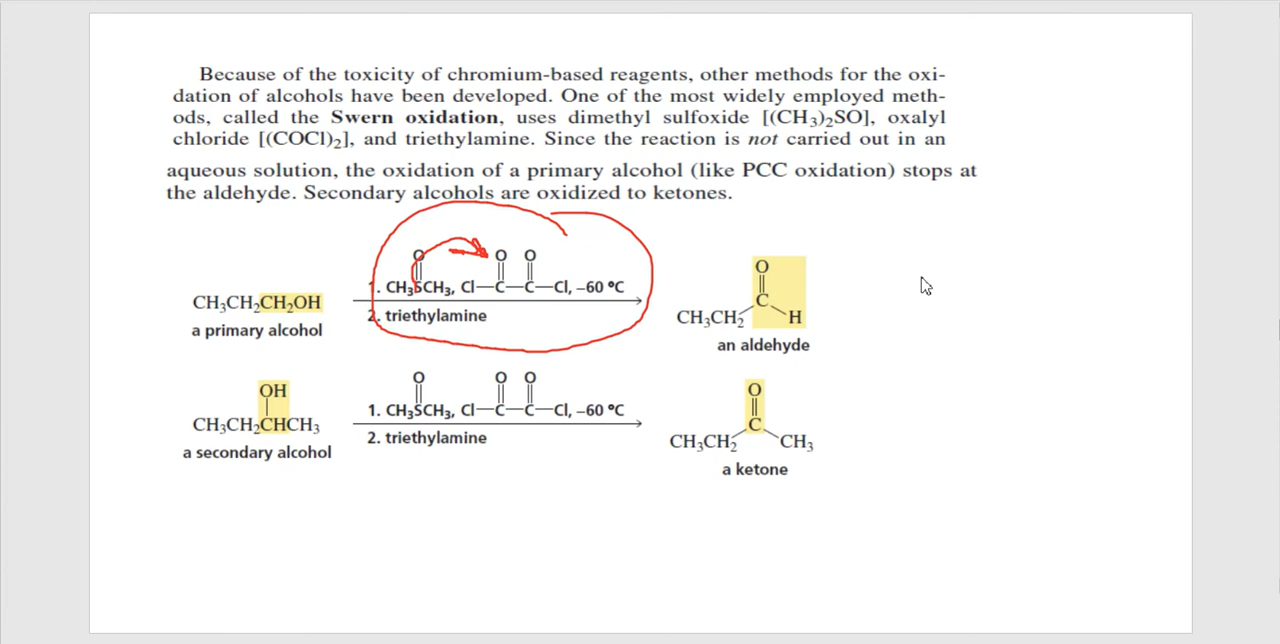 Because of the toxicity of chromium-based reagents, other methods for the oxi-
dation of alcohols have been developed. One of the most widely employed meth-
ods, called the Swern oxidation, uses dimethyl sulfoxide [(CH₃)₂SO], oxalyl
chloride [(COCl)₂], and triethylamine. Since the reaction is not carried out in an
aqueous solution, the oxidation of a primary alcohol (like PCC oxidation) stops at
the aldehyde. Secondary alcohols are oxidized to ketones.
O O O O
1. CH₃SCH₃, Cl—C—C—Cl, –60 ºC
CH₃CH₂CH₂OH
2. triethylamine
C
CH₃CH₂ H
a primary alcohol
an aldehyde
O O O
OH O
1. CH₃SCH₃, Cl—C—C—Cl, –60 ºC
CH₃CH₂CHCH₃
2. triethylamine
C
CH₃CH₂ CH₃
a secondary alcohol
a ketone